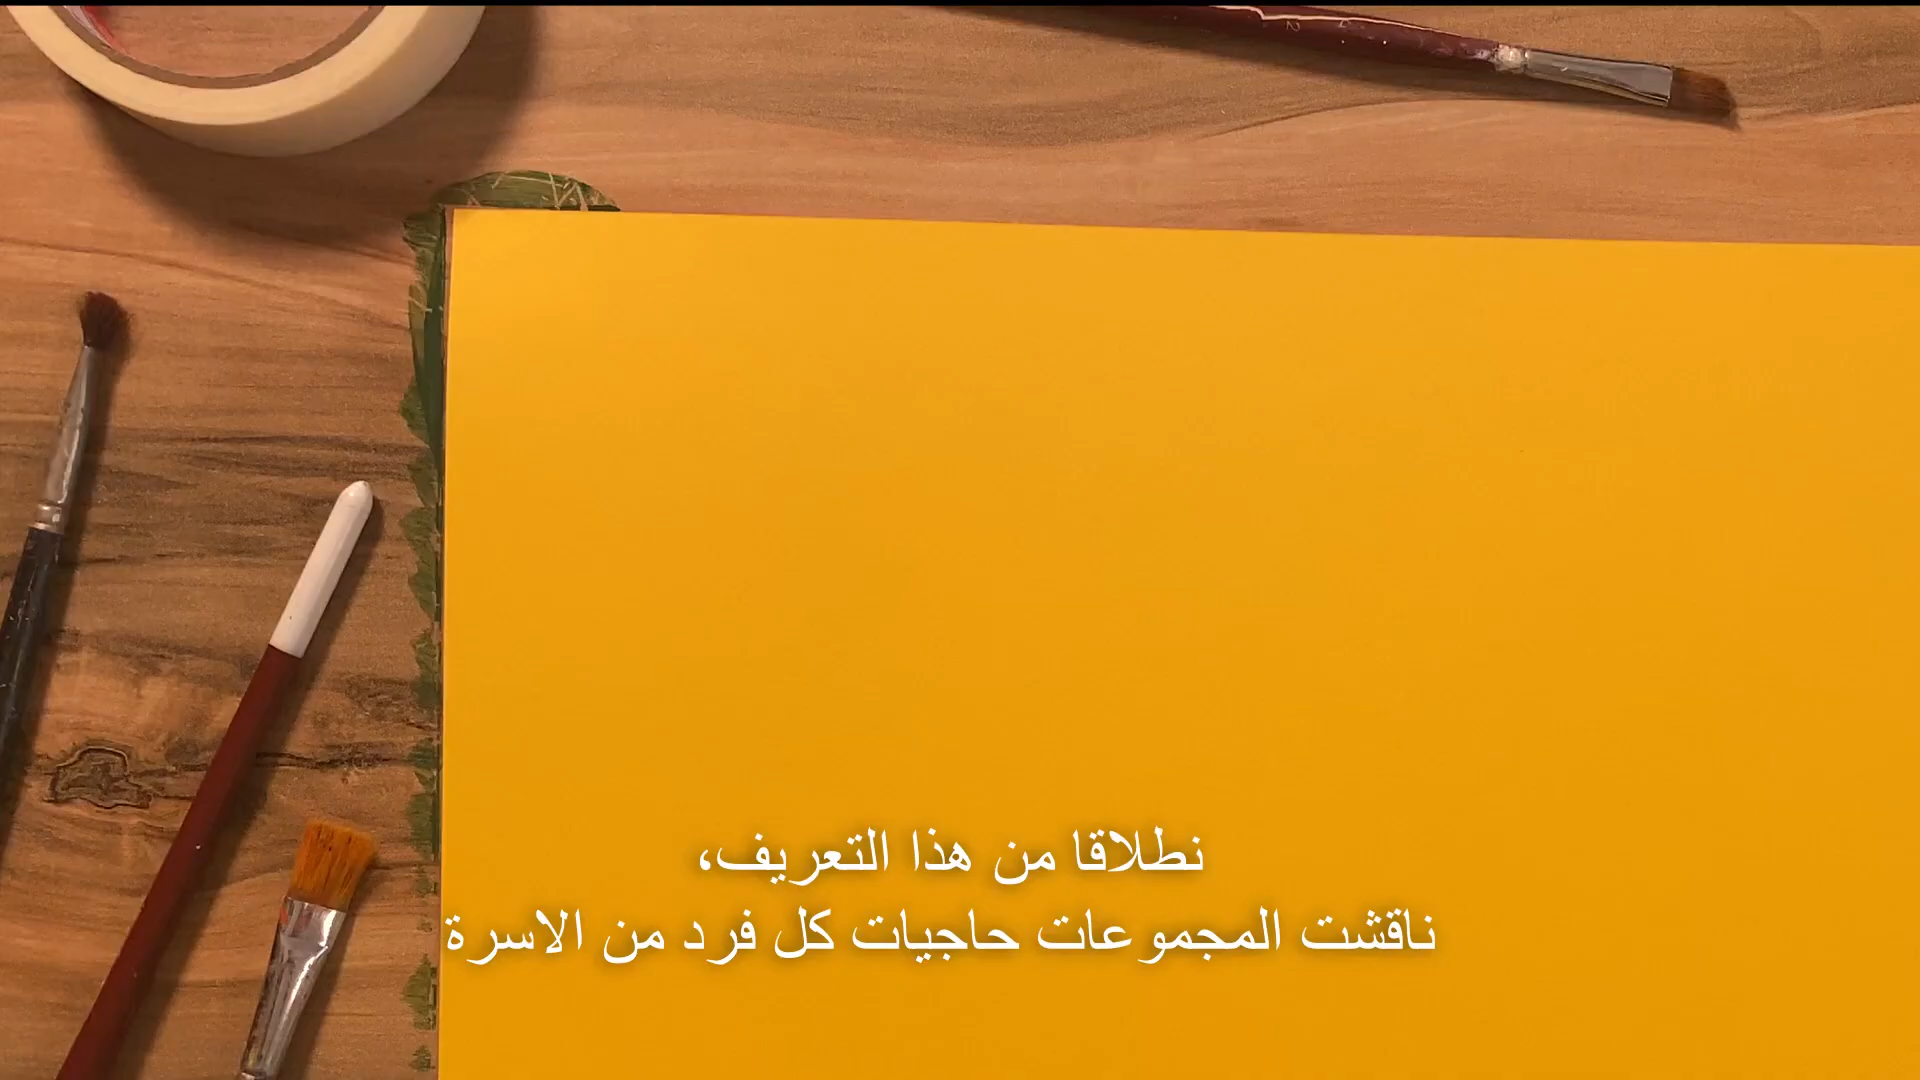 نطلاقا من هذا التعريف،
ناقشت المجموعات حاجيات كل فرد من الاسرة